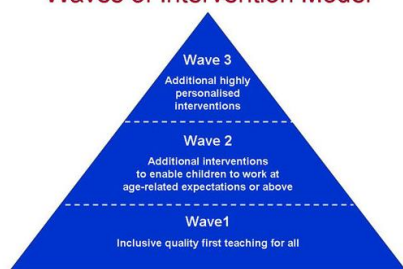 Waves of Intervention Model
Wave 3
Additional highly
personalised
interventions
Wave 2
Additional interventions
to enable children to work at
age-related expectations or above
Wave1
Inclusive quality first teaching for all